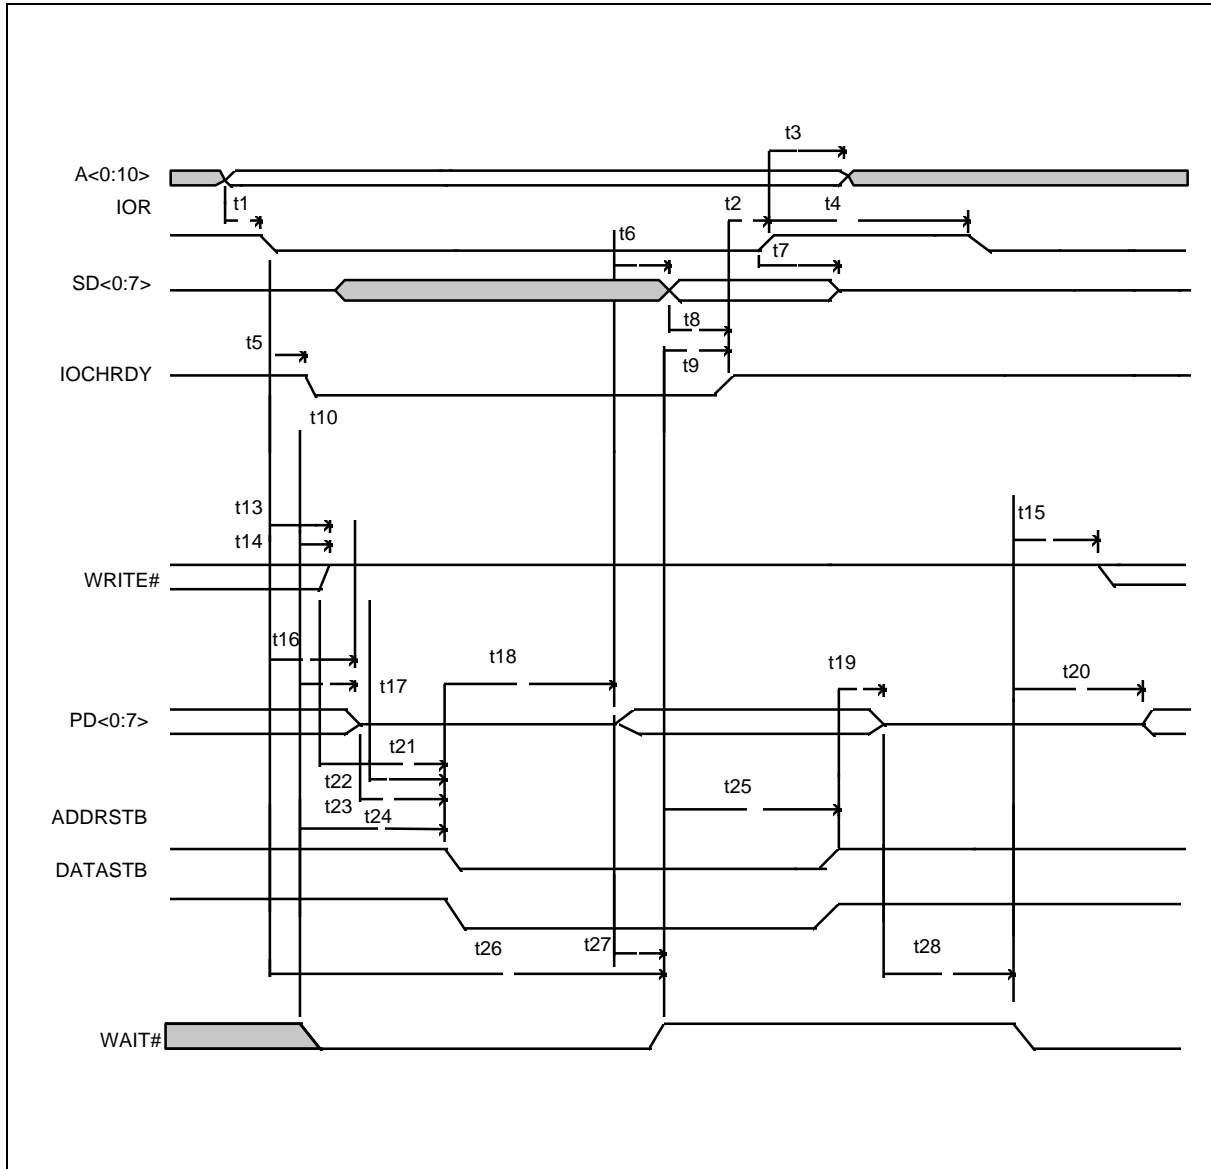 t3
A<0:10>
IOR
t1
t2
t4
t6
t7
SD<0:7>
t8
t5
t9
IOCHRDY
t10
t13
t15
t14
WRITE#
t16
t18
t19
t20
t17
PD<0:7>
t21
t22
t25
t23
t24
ADDRSTB
DATASTB
t26
t27
t28
WAIT#